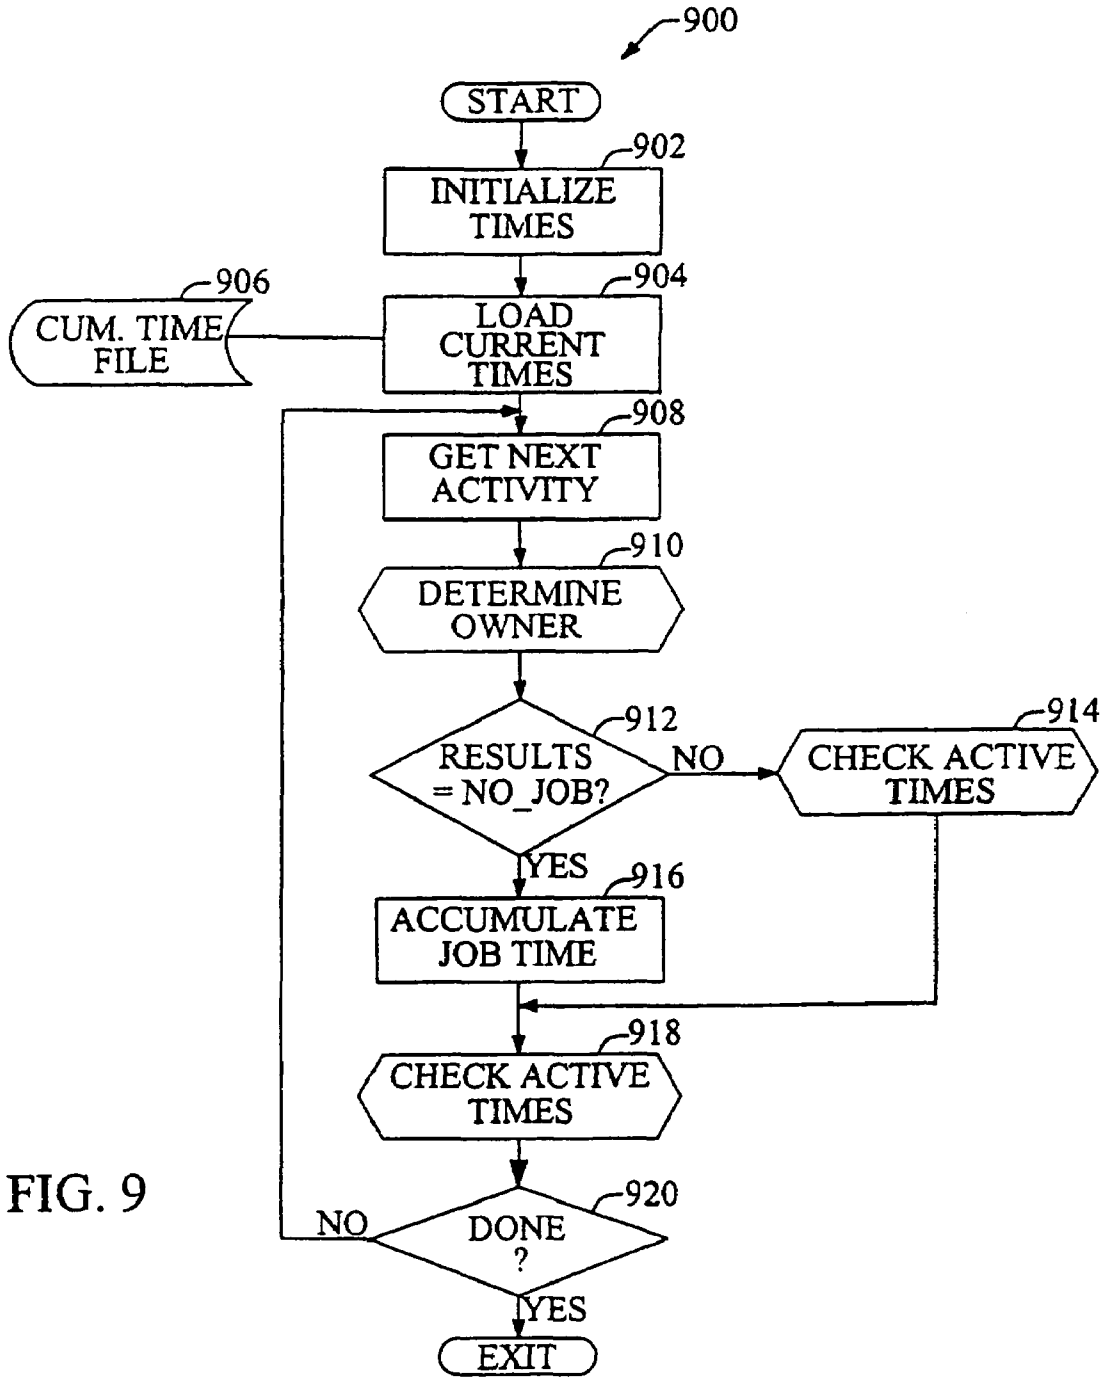 900
START
902
INITIALIZE
TIMES
904
LOAD
CURRENT
TIMES
906
CUM. TIME
FILE
908
GET NEXT
ACTIVITY
910
DETERMINE
OWNER
912
RESULTS
= NO_JOB?
NO
914
CHECK ACTIVE
TIMES
YES
916
ACCUMULATE
JOB TIME
918
CHECK ACTIVE
TIMES
FIG. 9
920
DONE
?
NO
YES
EXIT